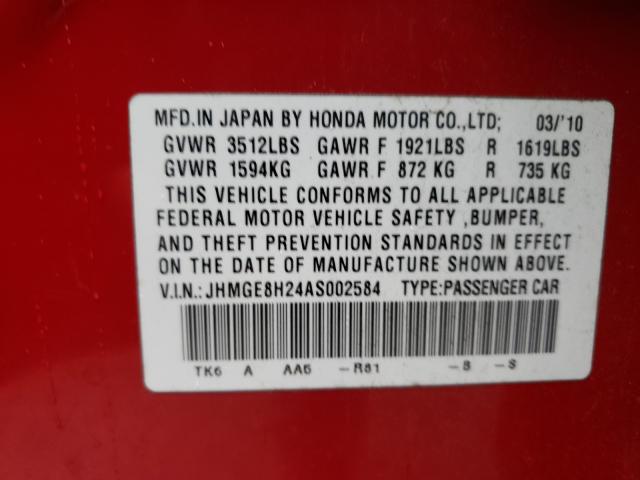 MFD.IN JAPAN BY HONDA MOTOR CO.,LTD; 03/'10
GVWR 3512LBS GAWR F 1921LBS R 1619LBS
GVWR 1594KG GAWR F 872 KG R 735 KG
THIS VEHICLE CONFORMS TO ALL APPLICABLE
FEDERAL MOTOR VEHICLE SAFETY ,BUMPER,
AND THEFT PREVENTION STANDARDS IN EFFECT
ON THE DATE OF MANUFACTURE SHOWN ABOVE.
V.I.N.:JHMGE8H24AS002584 TYPE:PASSENGER CAR
TK6 A AA5 -R81 -B -S